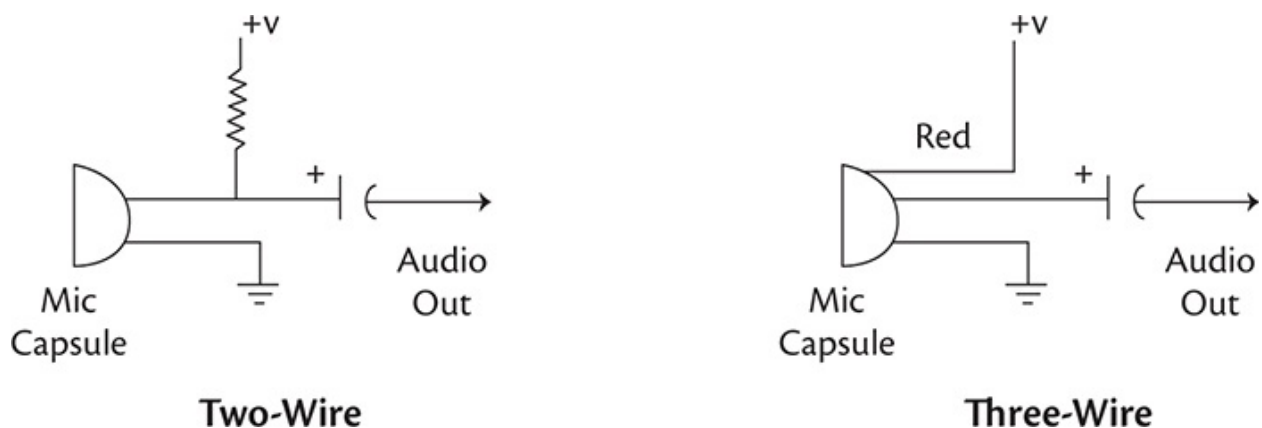 +v
+
Audio
Out
Mic
Capsule
Two-Wire
+v
Red
+
Audio
Out
Mic
Capsule
Three-Wire